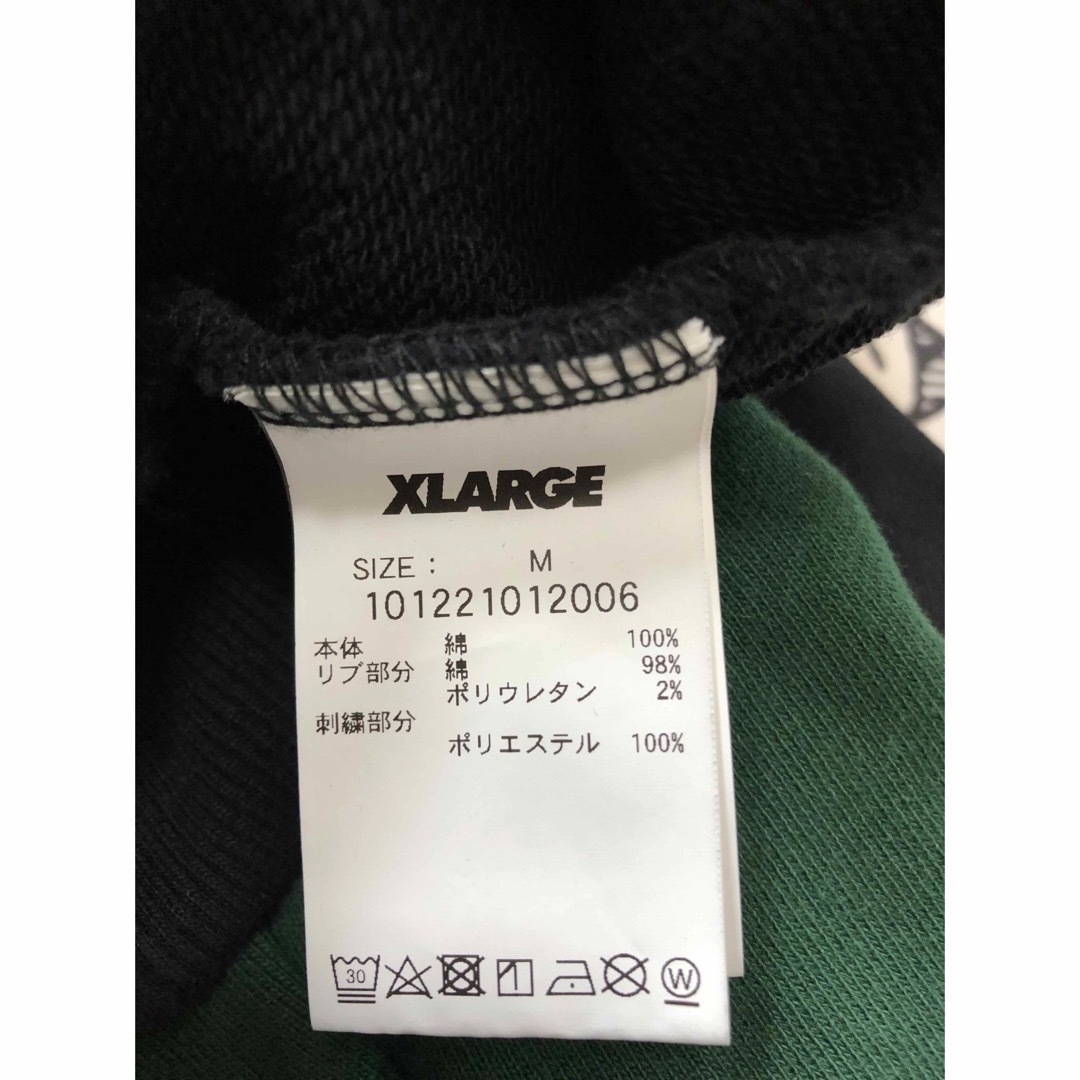 XLARGE
SIZE : M
101221012006
本体 綿 100%
リブ部分 綿 98%
ポリウレタン 2%
刺繍部分
ポリエステル 100%
30
W